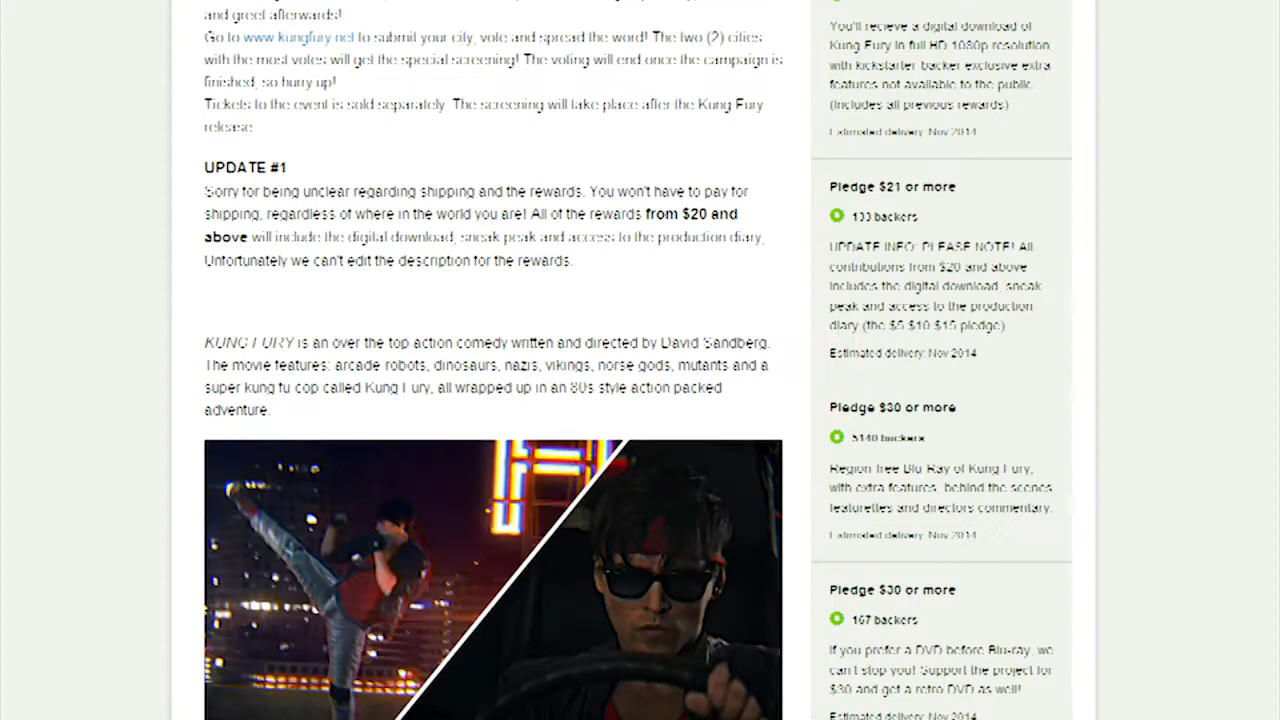 and greet afterwards!
Go to www.kungfury.net to submit your city, vote and spread the word! The two (2) cities
with the most votes will get the special screening! The voting will end once the campaign is
finished, so hurry up!
Tickets to the event is sold separately. The screening will take place after the Kung Fury
release.
UPDATE #1
Sorry for being unclear regarding shipping and the rewards. You won't have to pay for
shipping, regardless of where in the world you are! All of the rewards from $20 and
above will include the digital download, sneak peak and access to the production diary,
Unfortunately we can't edit the description for the rewards.
KUNG FURY is an over the top action comedy written and directed by David Sandberg.
The movie features: arcade robots, dinosaurs, nazis, vikings, norse gods, mutants and a
super kung fu cop called Kung Fury, all wrapped up in an 80s style action packed
adventure.
You'll recieve a digital download of
Kung Fury in full HD 1080p resolution
with kickstarter backer exclusive extra
features not available to the public.
(Includes all previous rewards)
Estimated delivery: Nov 2014
Pledge $21 or more
133 backers
UPDATE INFO: PLEASE NOTE! All
contributions from $20 and above
includes the digital download, sneak
peak and access to the production
diary (the $5 $10 $15 pledge)
Estimated delivery: Nov 2014
Pledge $30 or more
5140 backers
Region free Blu-Ray of Kung Fury,
with extra features, behind the scenes
featurettes and directors commentary.
Estimated delivery: Nov 2014
Pledge $30 or more
167 backers
If you prefer a DVD before Blu-ray, we
can't stop you! Support the project for
$30 and get a retro DVD as well!
Estimated delivery: Nov 2014